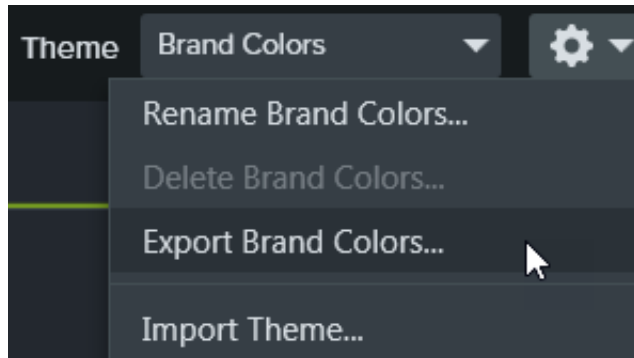 Theme Brand Colors
Rename Brand Colors...
Delete Brand Colors...
Export Brand Colors...
Import Theme...